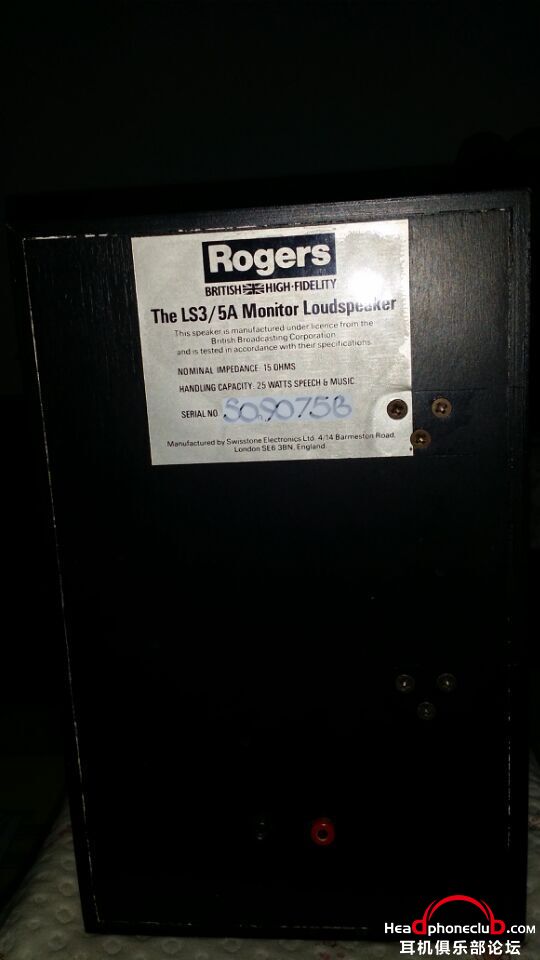 Rogers
BRITISH HIGH·FIDELITY
The LS3/5A Monitor Loudspeaker
This speaker is manufactured under licence from the
British Broadcasting Corporation
and is tested in accordance with their specifications.
NOMINAL IMPEDANCE: 15 OHMS
HANDLING CAPACITY: 25 WATTS SPEECH & MUSIC
SERIAL NO. SO9075B
Manufactured by Swisstone Electronics Ltd. 4/14 Barmeston Road,
London SE6 3BN, England.
Headphoneclub.com
耳机俱乐部论坛